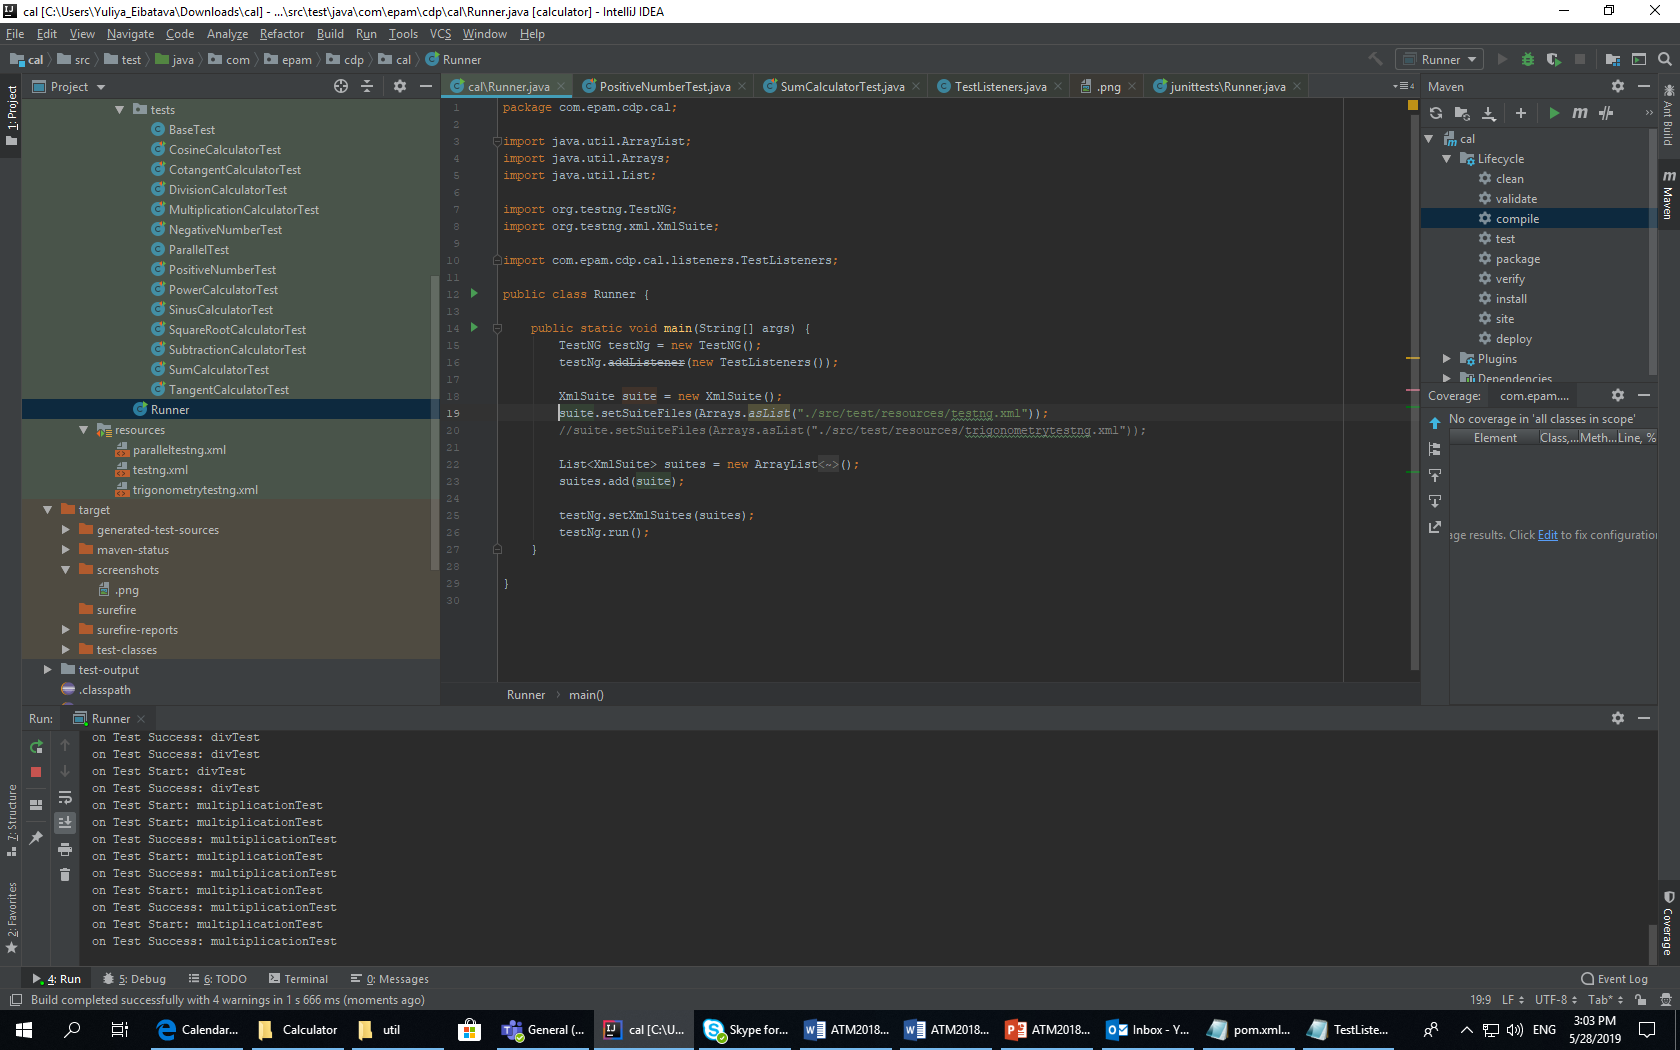 cal [C:\Users\Yuliya_Eibatava\Downloads\cal] - ...\src\test\java\com\epam\cdp\cal\Runner.java [calculator] - IntelliJ IDEA
File Edit View Navigate Code Analyze Refactor Build Run Tools VCS Window Help
cal src test java com epam cdp cal Runner
Runner
1: Project
Project
tests
BaseTest
CosineCalculatorTest
CotangentCalculatorTest
DivisionCalculatorTest
MultiplicationCalculatorTest
NegativeNumberTest
ParallelTest
PositiveNumberTest
PowerCalculatorTest
SinusCalculatorTest
SquareRootCalculatorTest
SubtractionCalculatorTest
SumCalculatorTest
TangentCalculatorTest
Runner
resources
paralleltestng.xml
testng.xml
trigonometrytestng.xml
target
generated-test-sources
maven-status
screenshots
.png
surefire
surefire-reports
test-classes
test-output
.classpath
cal\Runner.java PositiveNumberTest.java SumCalculatorTest.java TestListeners.java .png junittests\Runner.java
1 package com.epam.cdp.cal;
2
3 import java.util.ArrayList;
4 import java.util.Arrays;
5 import java.util.List;
6
7 import org.testng.TestNG;
8 import org.testng.xml.XmlSuite;
9
10 import com.epam.cdp.cal.listeners.TestListeners;
11
12 public class Runner {
13
14 public static void main(String[] args) {
15 TestNG testNg = new TestNG();
16 testNg.addListener(new TestListeners());
17
18 XmlSuite suite = new XmlSuite();
19 suite.setSuiteFiles(Arrays.asList("./src/test/resources/testng.xml"));
20 //suite.setSuiteFiles(Arrays.asList("./src/test/resources/trigonometrytestng.xml"));
21
22 List<XmlSuite> suites = new ArrayList<~>();
23 suites.add(suite);
24
25 testNg.setXmlSuites(suites);
26 testNg.run();
27 }
28
29 }
30
Runner main()
Maven
cal
Lifecycle
clean
validate
compile
test
package
verify
install
site
deploy
Plugins
Dependencies
Coverage: com.epam....
No coverage in 'all classes in scope'
Element Class,... Meth... Line, %
age results. Click Edit to fix configuration
Ant Build
Maven
Coverage
Run: Runner
on Test Success: divTest
on Test Success: divTest
on Test Start: divTest
on Test Success: divTest
on Test Start: multiplicationTest
on Test Start: multiplicationTest
on Test Success: multiplicationTest
on Test Start: multiplicationTest
on Test Success: multiplicationTest
on Test Start: multiplicationTest
on Test Success: multiplicationTest
on Test Start: multiplicationTest
on Test Success: multiplicationTest
7: Structure
2: Favorites
4: Run 5: Debug 6: TODO Terminal 0: Messages Event Log
Build completed successfully with 4 warnings in 1 s 666 ms (moments ago) 19:9 LF UTF-8 Tab*
Calendar... Calculator util General (... cal [C:\U... Skype for... ATM2018... ATM2018... ATM2018... Inbox - Y... pom.xml... TestListe... ENG
3:03 PM
5/28/2019